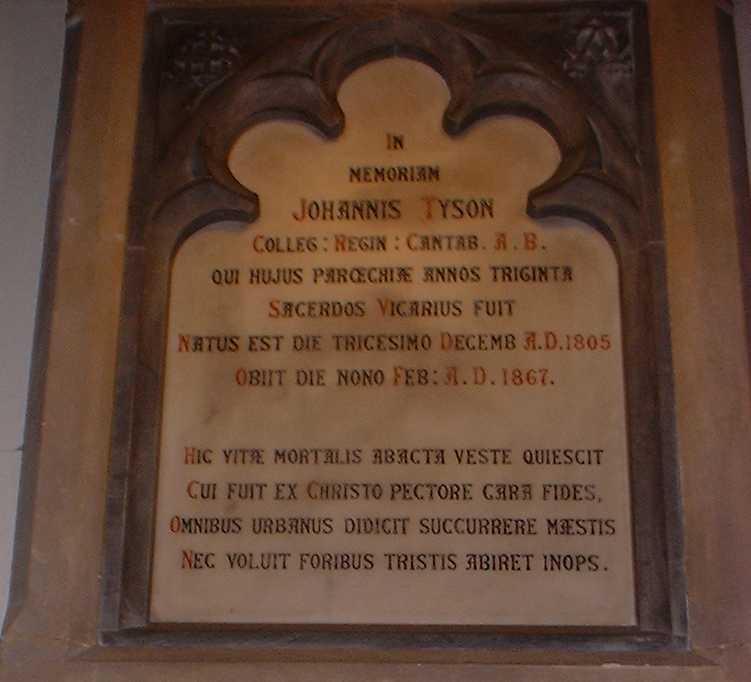 IN
MEMORIAM
JOHANNIS TYSON
COLLEG: REGIN: CANTAB. A. B.
QUI HUJUS PARŒCHIÆ ANNOS TRIGINTA
SACERDOS VICARIUS FUIT
NATUS EST DIE TRICESIMO DECEMB A.D. 1805
OBIIT DIE NONO FEB: A. D. 1867.
HIC VITÆ MORTALIS ABACTA VESTE QUIESCIT
CUI FUIT EX CHRISTO PECTORE CARA FIDES,
OMNIBUS URBANUS DIDICIT SUCCURRERE MÆSTIS
NEC VOLUIT FORIBUS TRISTIS ABIRET INOPS.